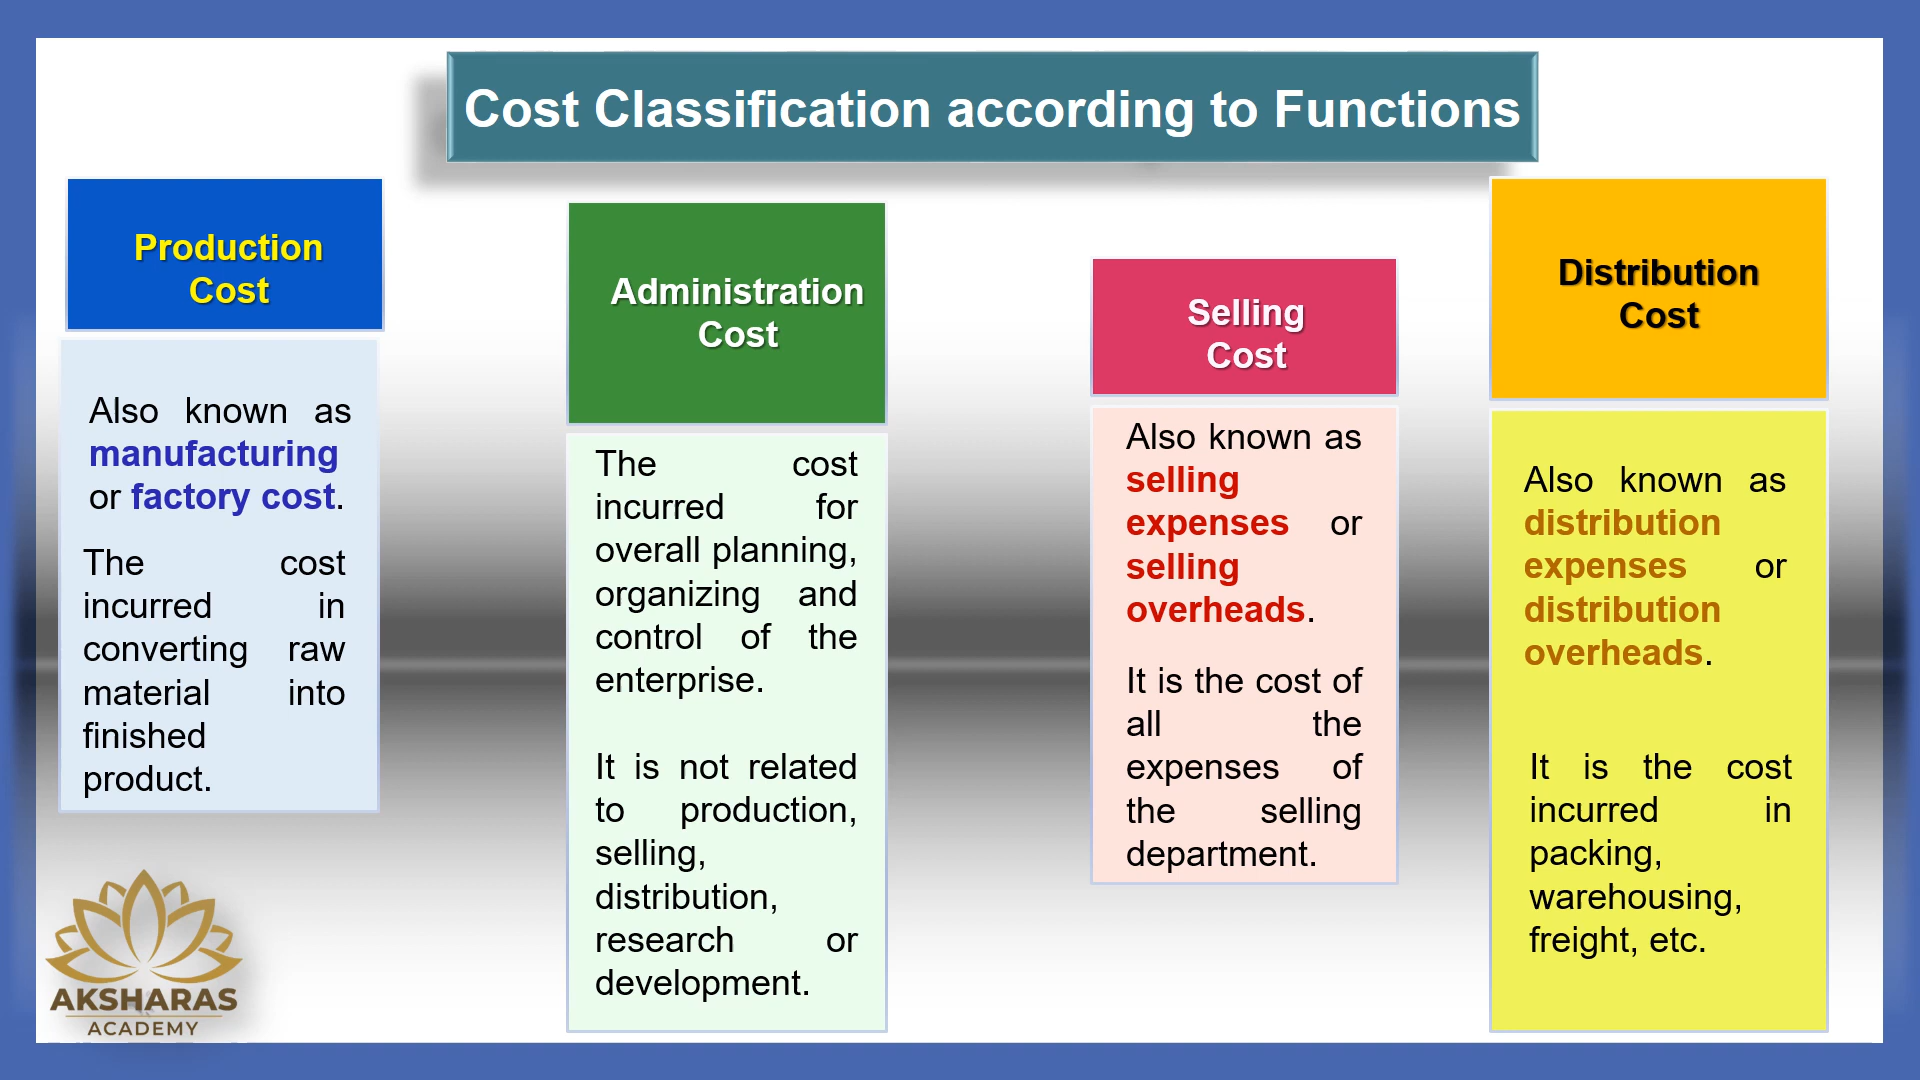 Cost Classification according to Functions
Production
Cost
Also known as
manufacturing
or factory cost.
The cost
incurred in
converting raw
material into
finished
product.
Administration
Cost
The cost
incurred for
overall planning,
organizing and
control of the
enterprise.
It is not related
to production,
selling,
distribution,
research or
development.
Selling
Cost
Also known as
selling
expenses or
selling
overheads.
It is the cost of
all the
expenses of
the selling
department.
Distribution
Cost
Also known as
distribution
expenses or
distribution
overheads.
It is the cost
incurred in
packing,
warehousing,
freight, etc.
AKSHARAS
ACADEMY